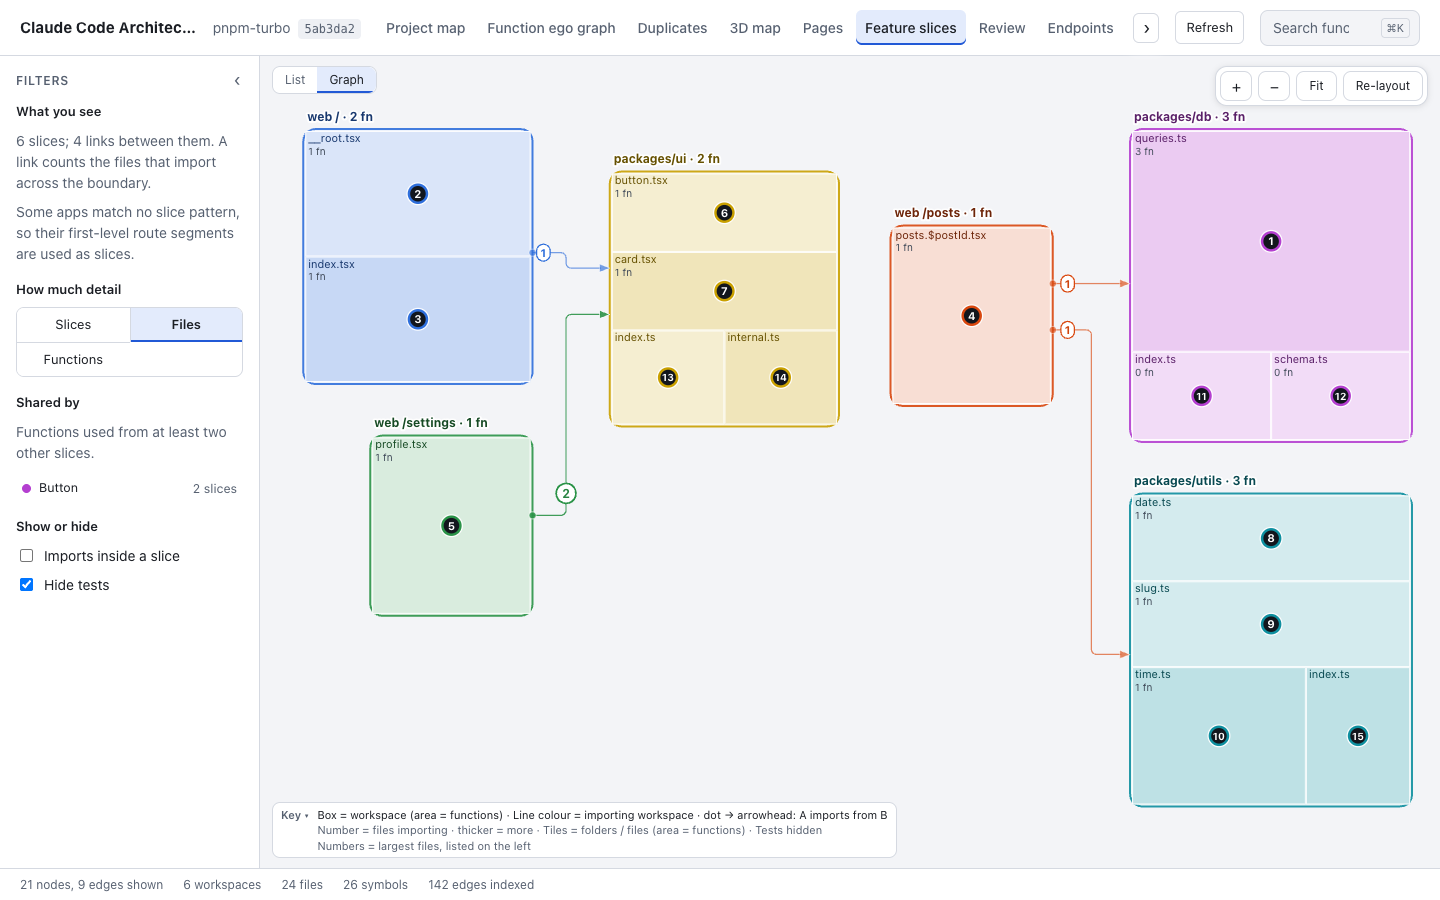 Claude Code Architec...
pnpm-turbo
5ab3da2
Project map
Function ego graph
Duplicates
3D map
Pages
Feature slices
Review
Endpoints
›
Refresh
Search func
⌘K
FILTERS
‹
What you see
6 slices; 4 links between them. A
link counts the files that import
across the boundary.
Some apps match no slice pattern,
so their first-level route segments
are used as slices.
How much detail
Slices
Files
Functions
Shared by
Functions used from at least two
other slices.
Button
2 slices
Show or hide
Imports inside a slice
Hide tests
List
Graph
+
−
Fit
Re-layout
web / · 2 fn
__root.tsx
1 fn
2
index.tsx
1 fn
3
1
packages/ui · 2 fn
button.tsx
1 fn
6
card.tsx
1 fn
7
index.ts
13
internal.ts
14
web /settings · 1 fn
profile.tsx
1 fn
5
2
web /posts · 1 fn
posts.$postId.tsx
1 fn
4
1
1
packages/db · 3 fn
queries.ts
3 fn
1
index.ts
0 fn
11
schema.ts
0 fn
12
packages/utils · 3 fn
date.ts
1 fn
8
slug.ts
1 fn
9
time.ts
1 fn
10
index.ts
15
Key ▾ Box = workspace (area = functions) · Line colour = importing workspace · dot → arrowhead: A imports from B
Number = files importing · thicker = more · Tiles = folders / files (area = functions) · Tests hidden
Numbers = largest files, listed on the left
21 nodes, 9 edges shown
6 workspaces
24 files
26 symbols
142 edges indexed